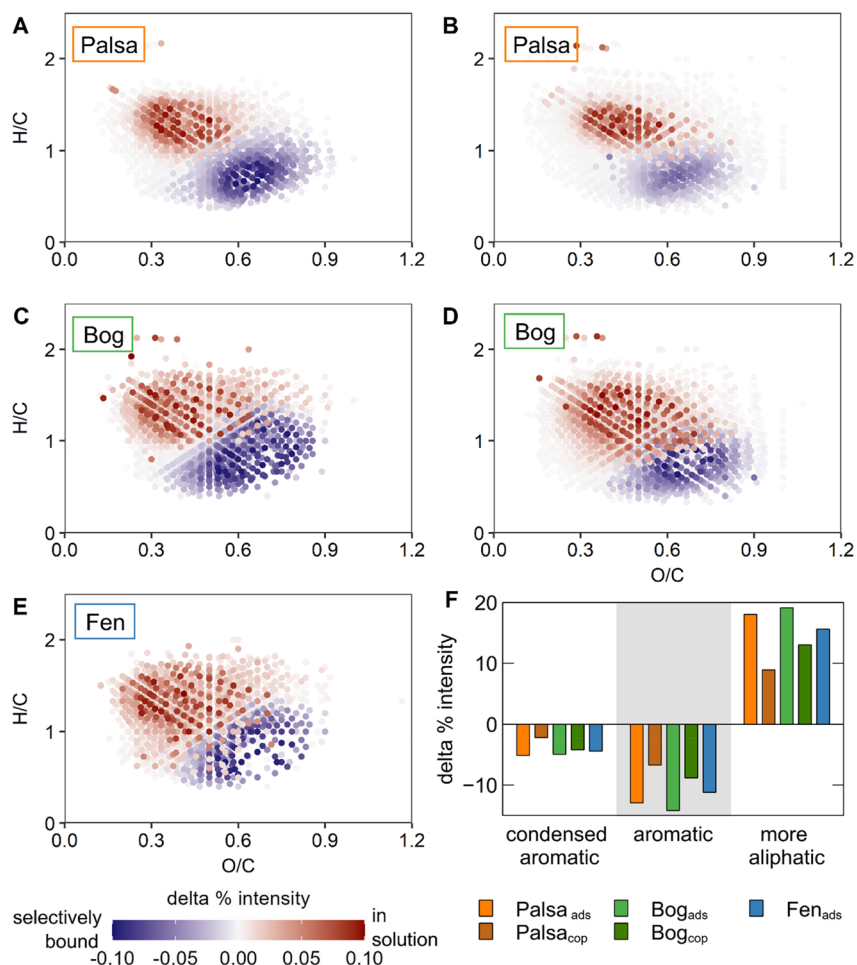 A
Palsa
H/C
2
1
0
0.0 0.3 0.6 0.9 1.2
B
Palsa
2
1
0
0.0 0.3 0.6 0.9 1.2
C
Bog
H/C
2
1
0
0.0 0.3 0.6 0.9 1.2
D
Bog
H/C
2
1
0
0.0 0.3 0.6 0.9 1.2
O/C
E
Fen
H/C
2
1
0
0.0 0.3 0.6 0.9 1.2
O/C
F
delta % intensity
20
10
0
−10
condensed aromatic
aromatic
more aliphatic
delta % intensity
selectively bound
in solution
-0.10 -0.05 0.00 0.05 0.10
Palsa ads
Bog ads
Fen ads
Palsa cop
Bog cop